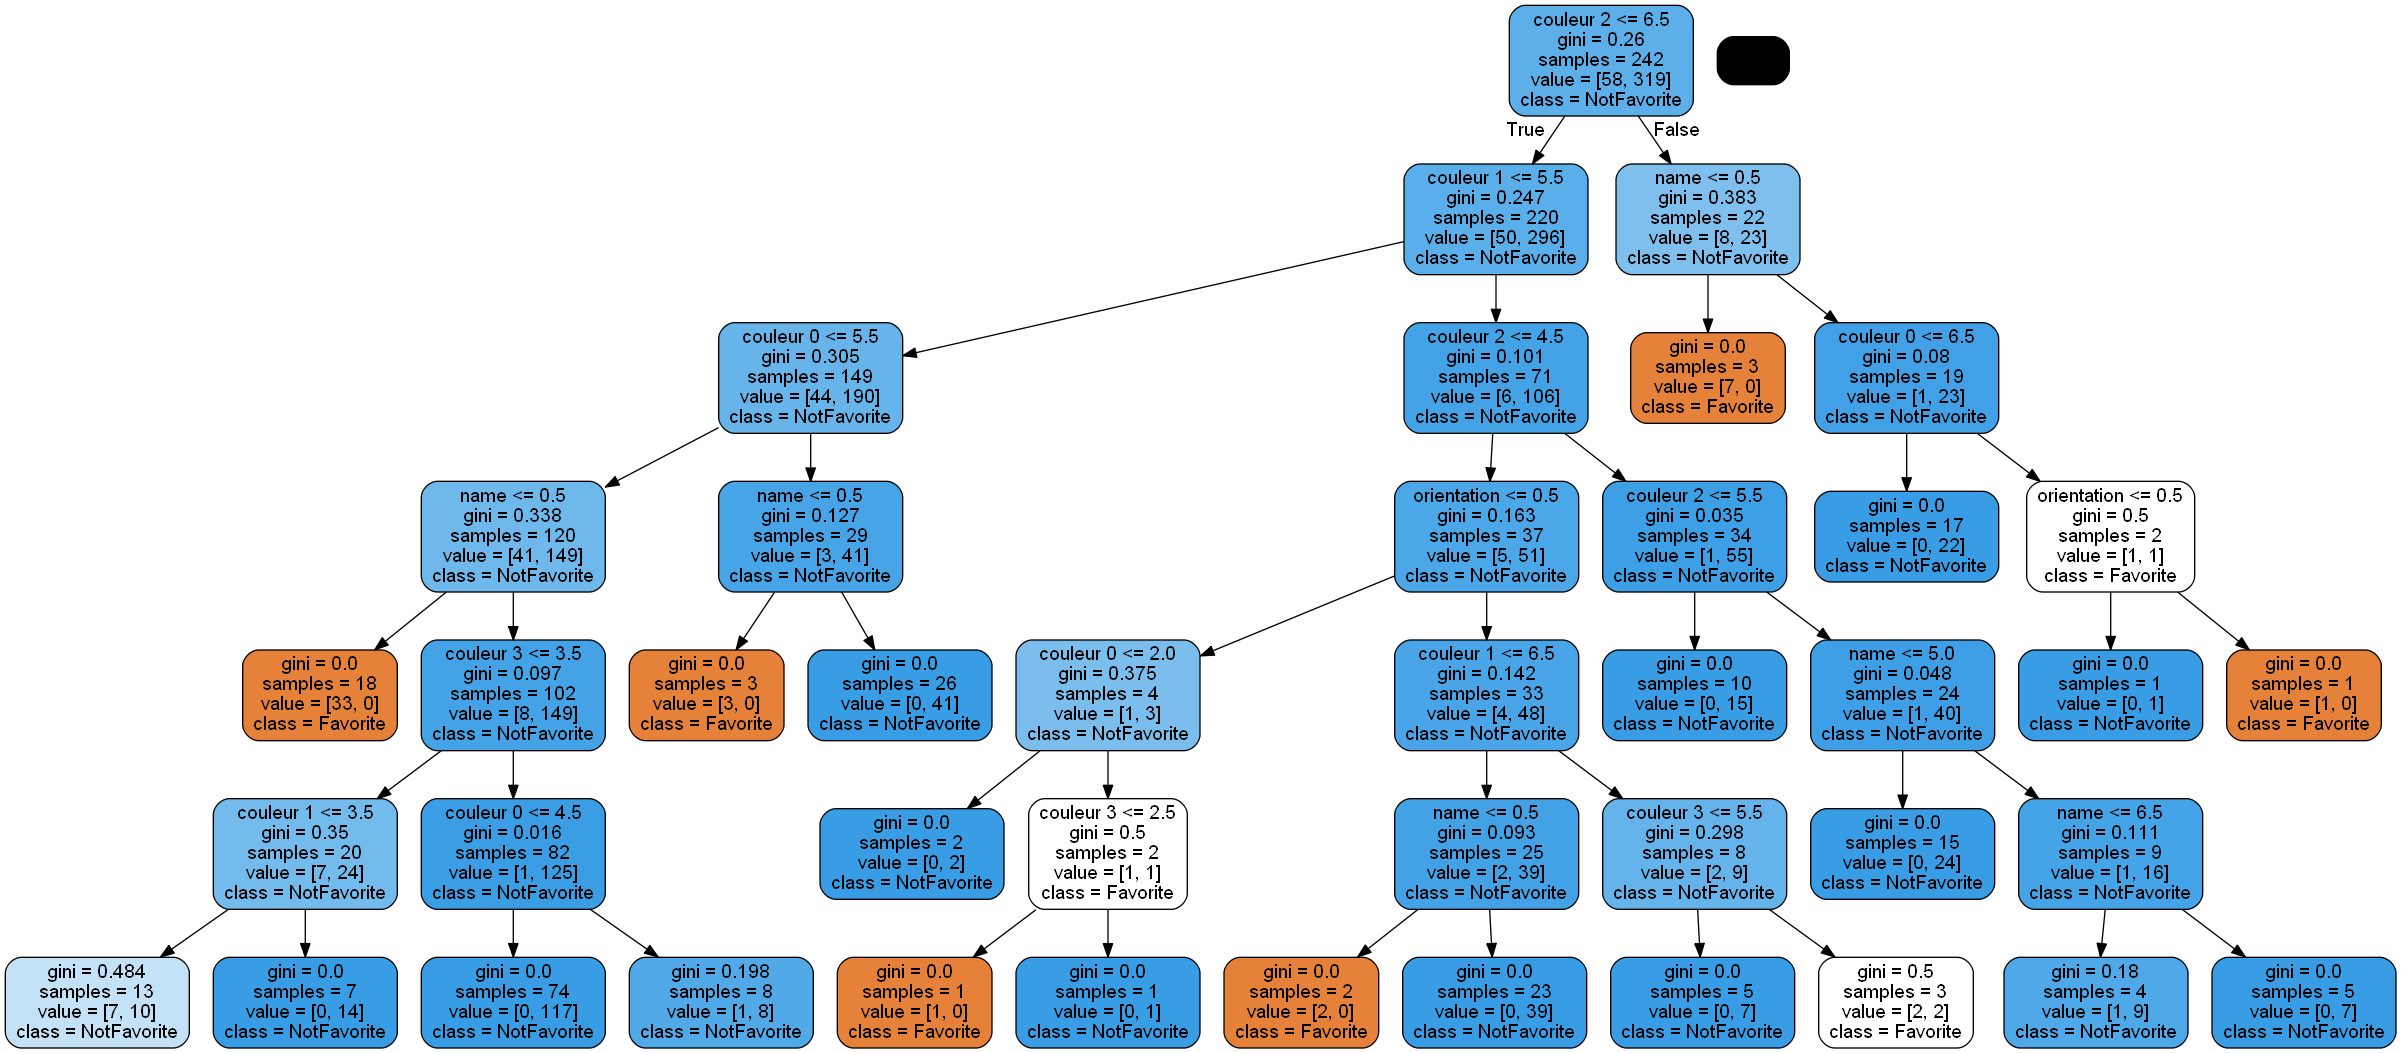 couleur 2 <= 6.5
gini = 0.26
samples = 242
value = [58, 319]
class = NotFavorite
True
False
couleur 1 <= 5.5
gini = 0.247
samples = 220
value = [50, 296]
class = NotFavorite
name <= 0.5
gini = 0.383
samples = 22
value = [8, 23]
class = NotFavorite
couleur 0 <= 5.5
gini = 0.305
samples = 149
value = [44, 190]
class = NotFavorite
couleur 2 <= 4.5
gini = 0.101
samples = 71
value = [6, 106]
class = NotFavorite
gini = 0.0
samples = 3
value = [7, 0]
class = Favorite
couleur 0 <= 6.5
gini = 0.08
samples = 19
value = [1, 23]
class = NotFavorite
name <= 0.5
gini = 0.338
samples = 120
value = [41, 149]
class = NotFavorite
name <= 0.5
gini = 0.127
samples = 29
value = [3, 41]
class = NotFavorite
orientation <= 0.5
gini = 0.163
samples = 37
value = [5, 51]
class = NotFavorite
couleur 2 <= 5.5
gini = 0.035
samples = 34
value = [1, 55]
class = NotFavorite
gini = 0.0
samples = 17
value = [0, 22]
class = NotFavorite
orientation <= 0.5
gini = 0.5
samples = 2
value = [1, 1]
class = Favorite
gini = 0.0
samples = 18
value = [33, 0]
class = Favorite
couleur 3 <= 3.5
gini = 0.097
samples = 102
value = [8, 149]
class = NotFavorite
gini = 0.0
samples = 3
value = [3, 0]
class = Favorite
gini = 0.0
samples = 26
value = [0, 41]
class = NotFavorite
couleur 0 <= 2.0
gini = 0.375
samples = 4
value = [1, 3]
class = NotFavorite
couleur 1 <= 6.5
gini = 0.142
samples = 33
value = [4, 48]
class = NotFavorite
gini = 0.0
samples = 10
value = [0, 15]
class = NotFavorite
name <= 5.0
gini = 0.048
samples = 24
value = [1, 40]
class = NotFavorite
gini = 0.0
samples = 1
value = [0, 1]
class = NotFavorite
gini = 0.0
samples = 1
value = [1, 0]
class = Favorite
couleur 1 <= 3.5
gini = 0.35
samples = 20
value = [7, 24]
class = NotFavorite
couleur 0 <= 4.5
gini = 0.016
samples = 82
value = [1, 125]
class = NotFavorite
gini = 0.0
samples = 2
value = [0, 2]
class = NotFavorite
couleur 3 <= 2.5
gini = 0.5
samples = 2
value = [1, 1]
class = Favorite
name <= 0.5
gini = 0.093
samples = 25
value = [2, 39]
class = NotFavorite
couleur 3 <= 5.5
gini = 0.298
samples = 8
value = [2, 9]
class = NotFavorite
gini = 0.0
samples = 15
value = [0, 24]
class = NotFavorite
name <= 6.5
gini = 0.111
samples = 9
value = [1, 16]
class = NotFavorite
gini = 0.484
samples = 13
value = [7, 10]
class = NotFavorite
gini = 0.0
samples = 7
value = [0, 14]
class = NotFavorite
gini = 0.0
samples = 74
value = [0, 117]
class = NotFavorite
gini = 0.198
samples = 8
value = [1, 8]
class = NotFavorite
gini = 0.0
samples = 1
value = [1, 0]
class = Favorite
gini = 0.0
samples = 1
value = [0, 1]
class = NotFavorite
gini = 0.0
samples = 2
value = [2, 0]
class = Favorite
gini = 0.0
samples = 23
value = [0, 39]
class = NotFavorite
gini = 0.0
samples = 5
value = [0, 7]
class = NotFavorite
gini = 0.5
samples = 3
value = [2, 2]
class = Favorite
gini = 0.18
samples = 4
value = [1, 9]
class = NotFavorite
gini = 0.0
samples = 5
value = [0, 7]
class = NotFavorite